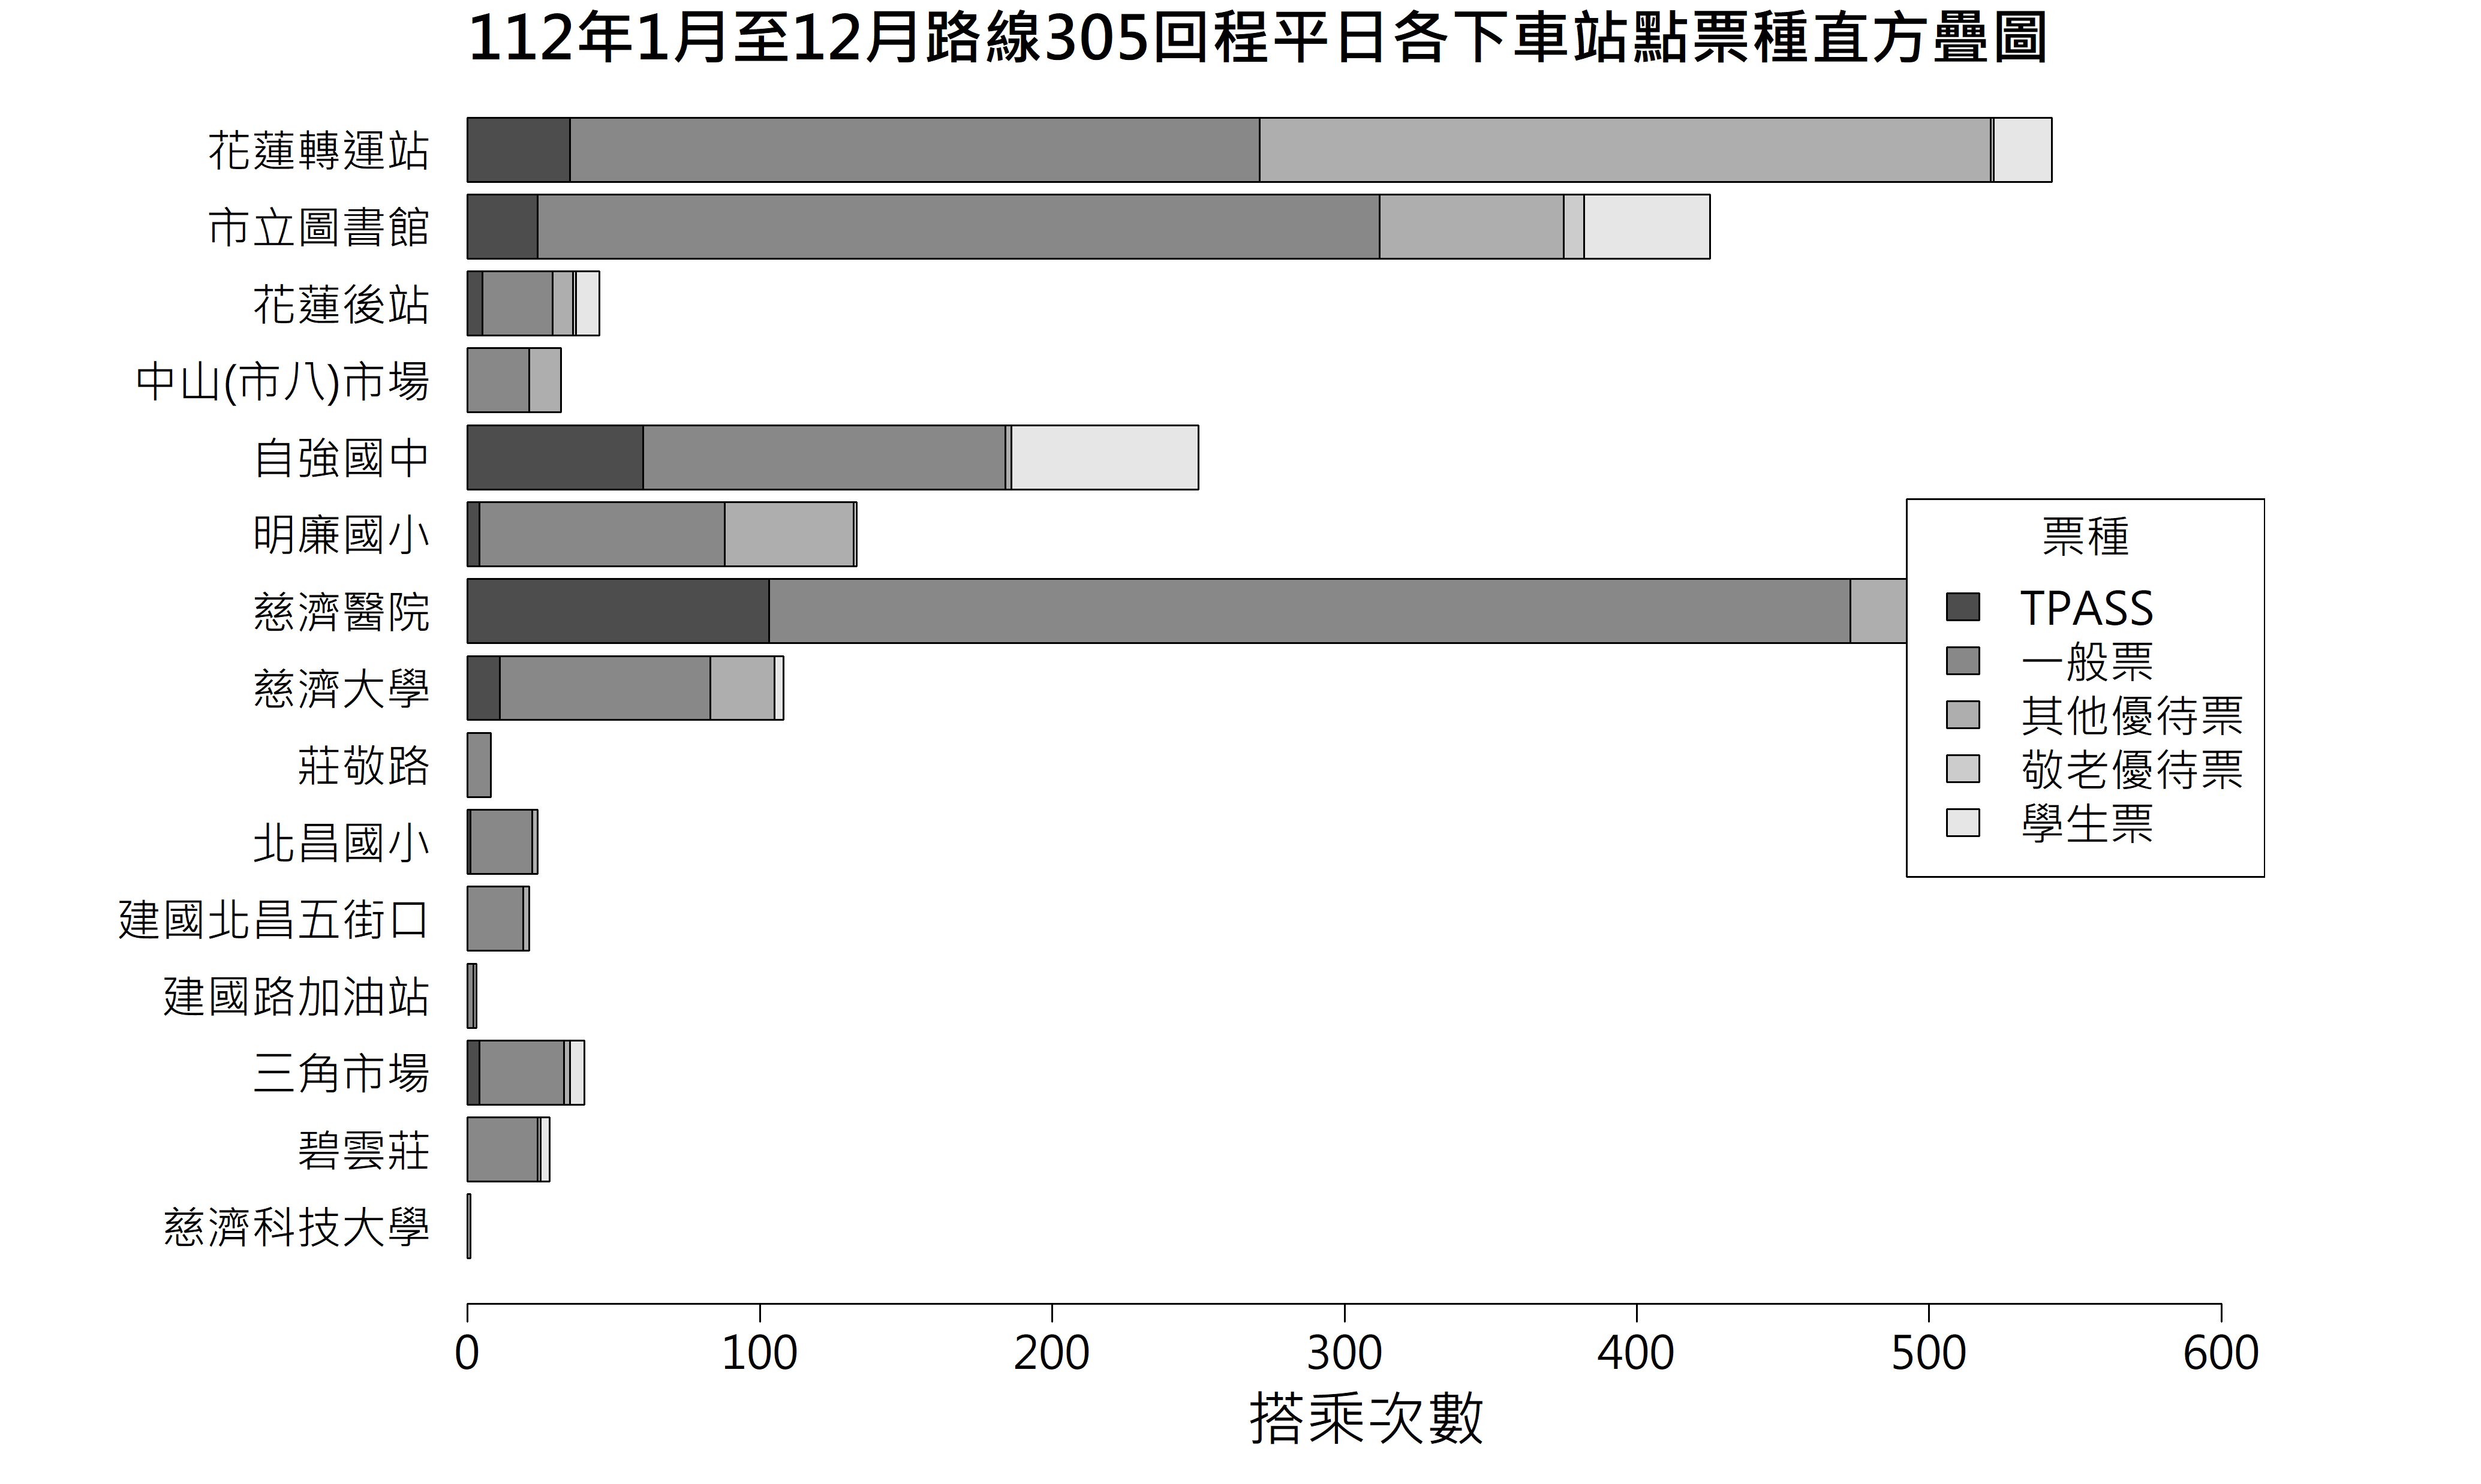 112年1月至12月路線305回程平日各下車站點票種直方疊圖
花蓮轉運站
市立圖書館
花蓮後站
中山(市八)市場
自強國中
明廉國小
慈濟醫院
慈濟大學
莊敬路
北昌國小
建國北昌五街口
建國路加油站
三角市場
碧雲莊
慈濟科技大學
票種
TPASS
一般票
其他優待票
敬老優待票
學生票
0 100 200 300 400 500 600
搭乘次數